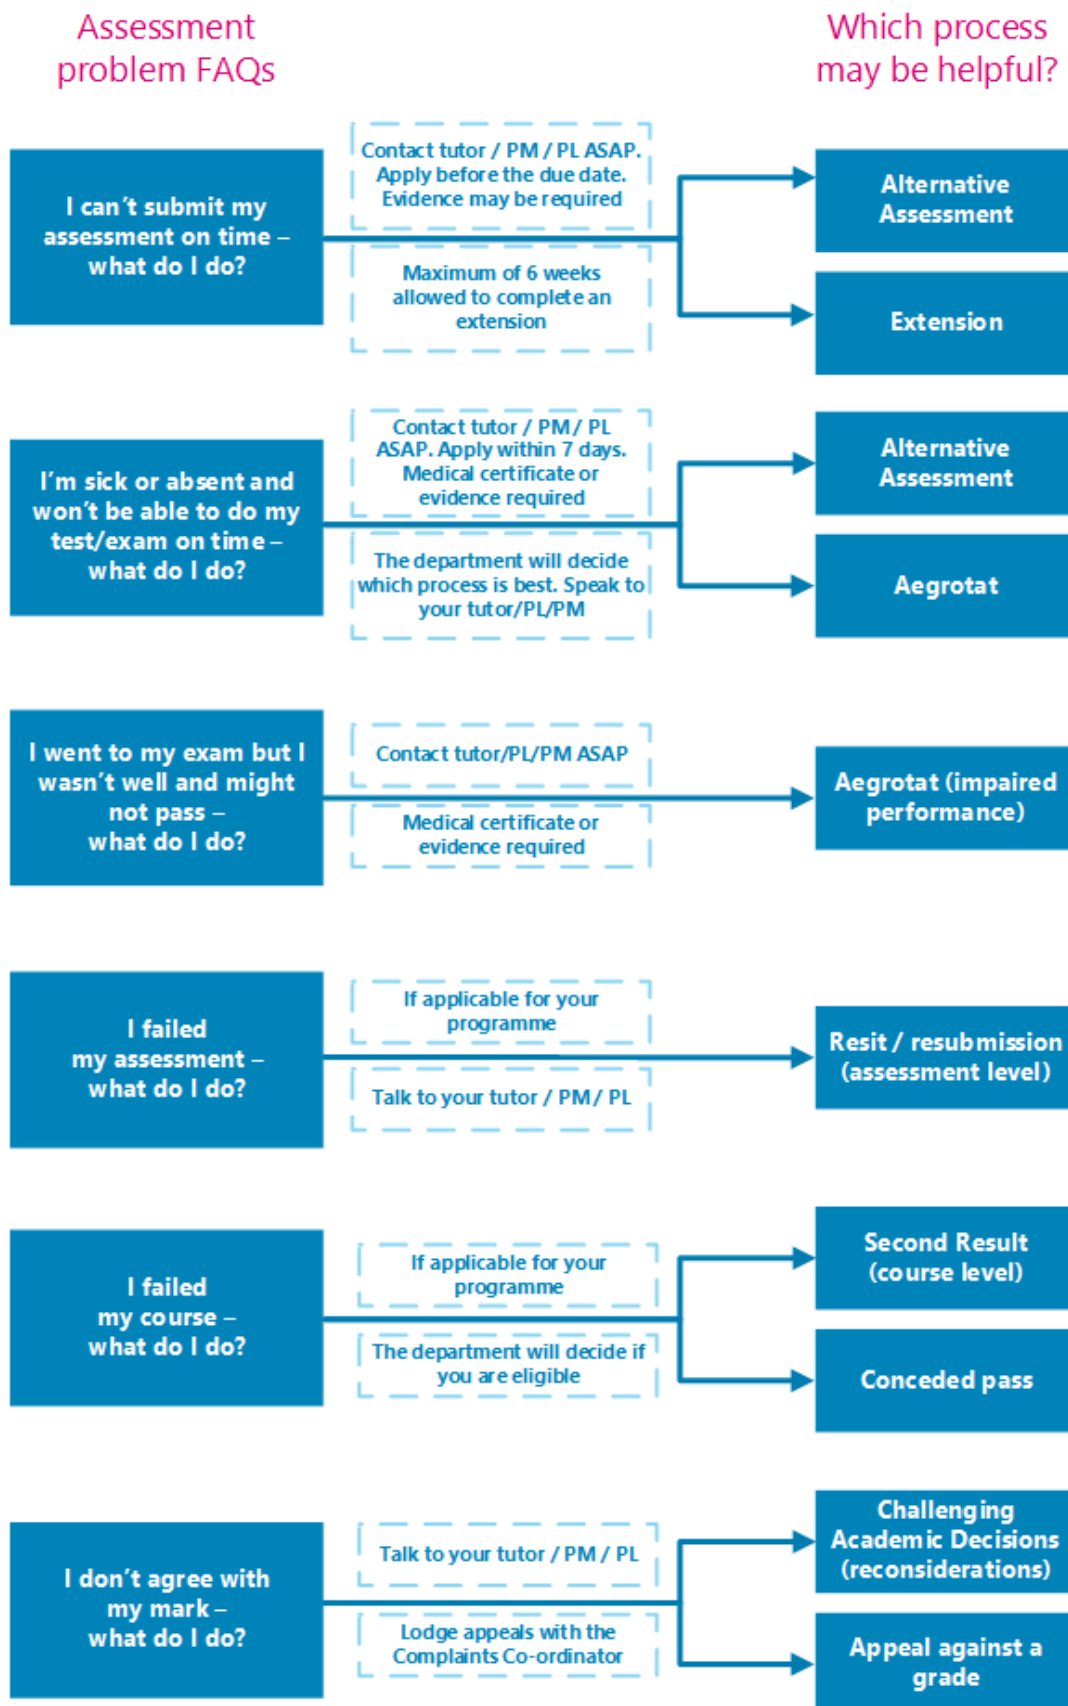 Assessment
problem FAQs
Which process
may be helpful?
I can't submit my
assessment on time –
what do I do?
Contact tutor / PM / PL ASAP.
Apply before the due date.
Evidence may be required
Maximum of 6 weeks
allowed to complete an
extension
Alternative
Assessment
Extension
I'm sick or absent and
won't be able to do my
test/exam on time –
what do I do?
Contact tutor / PM / PL
ASAP. Apply within 7 days.
Medical certificate or
evidence required
The department will decide
which process is best. Speak to
your tutor/PL/PM
Alternative
Assessment
Aegrotat
I went to my exam but I
wasn't well and might
not pass –
what do I do?
Contact tutor/PL/PM ASAP
Medical certificate or
evidence required
Aegrotat (impaired
performance)
I failed
my assessment –
what do I do?
If applicable for your
programme
Talk to your tutor / PM / PL
Resit / resubmission
(assessment level)
I failed
my course –
what do I do?
If applicable for your
programme
The department will decide if
you are eligible
Second Result
(course level)
Conceded pass
I don't agree with
my mark –
what do I do?
Talk to your tutor / PM / PL
Lodge appeals with the
Complaints Co-ordinator
Challenging
Academic Decisions
(reconsiderations)
Appeal against a
grade